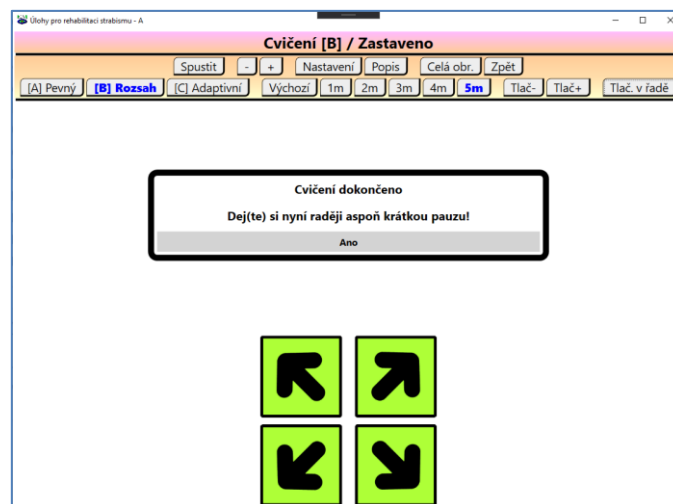 Úlohy pro rehabilitaci strabismu - A
Cvičení [B] / Zastaveno
Spustit - + Nastavení Popis Celá obr. Zpět
[A] Pevný [B] Rozsah [C] Adaptivní Výchozí 1m 2m 3m 4m 5m Tlač- Tlač+ Tlač. v řadě
Cvičení dokončeno
Dej(te) si nyní raději aspoň krátkou pauzu!
Ano